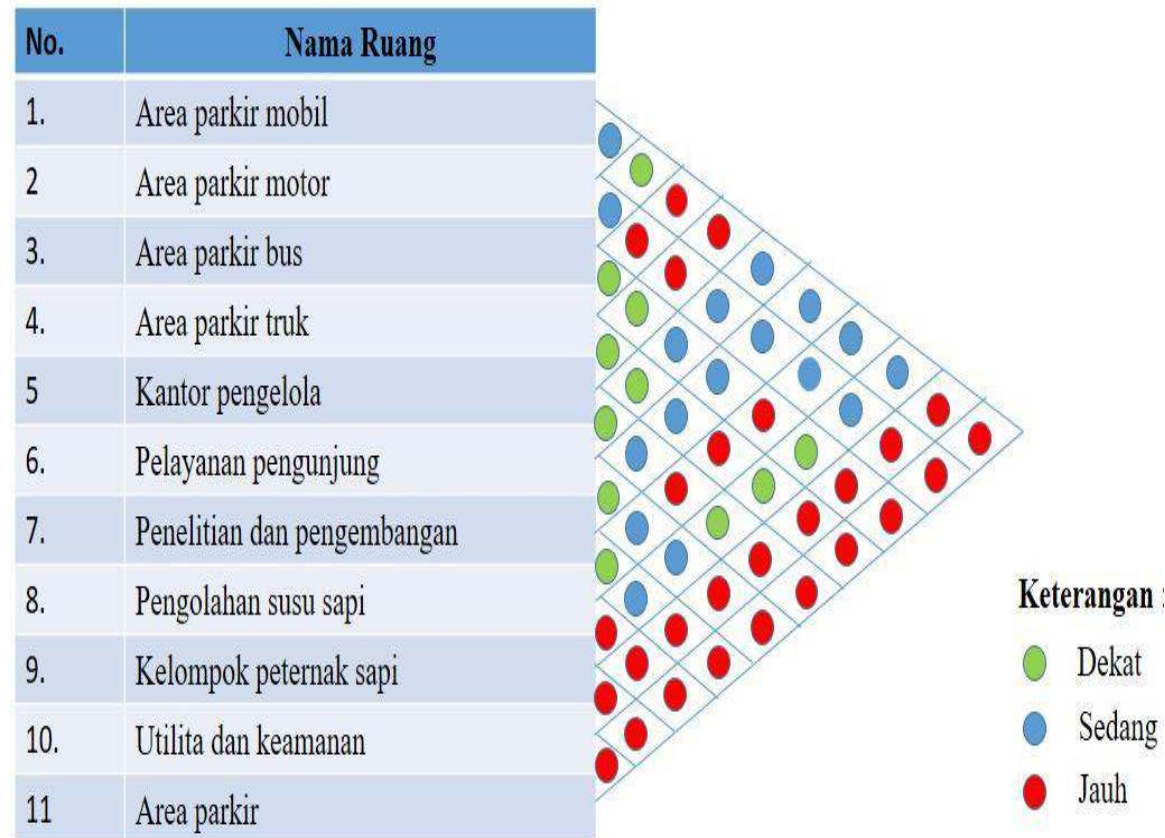 No. Nama Ruang
1. Area parkir mobil
2 Area parkir motor
3. Area parkir bus
4. Area parkir truk
5 Kantor pengelola
6. Pelayanan pengunjung
7. Penelitian dan pengembangan
8. Pengolahan susu sapi
9. Kelompok peternak sapi
10. Utilita dan keamanan
11 Area parkir
Keterangan :
Dekat
Sedang
Jauh